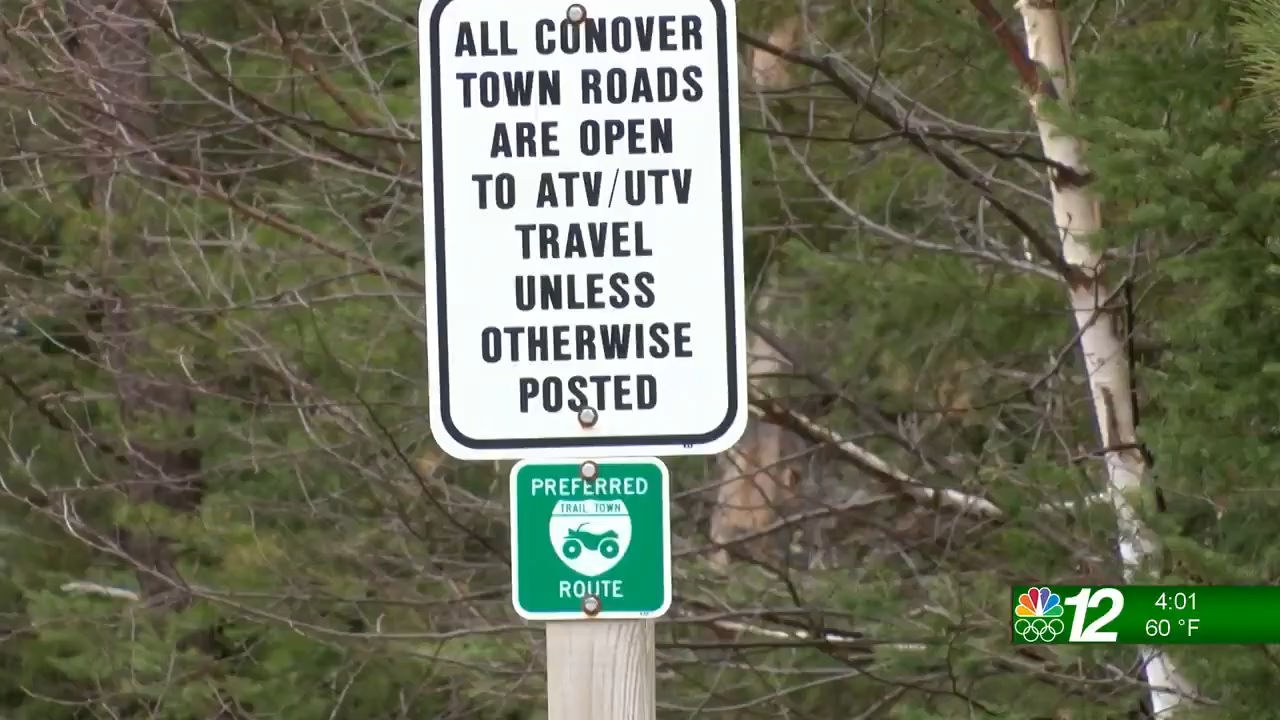 ALL CONOVER
TOWN ROADS
ARE OPEN
TO ATV/UTV
TRAVEL
UNLESS
OTHERWISE
POSTED
PREFERRED
TRAIL TOWN
ROUTE
12
4:01
60 °F